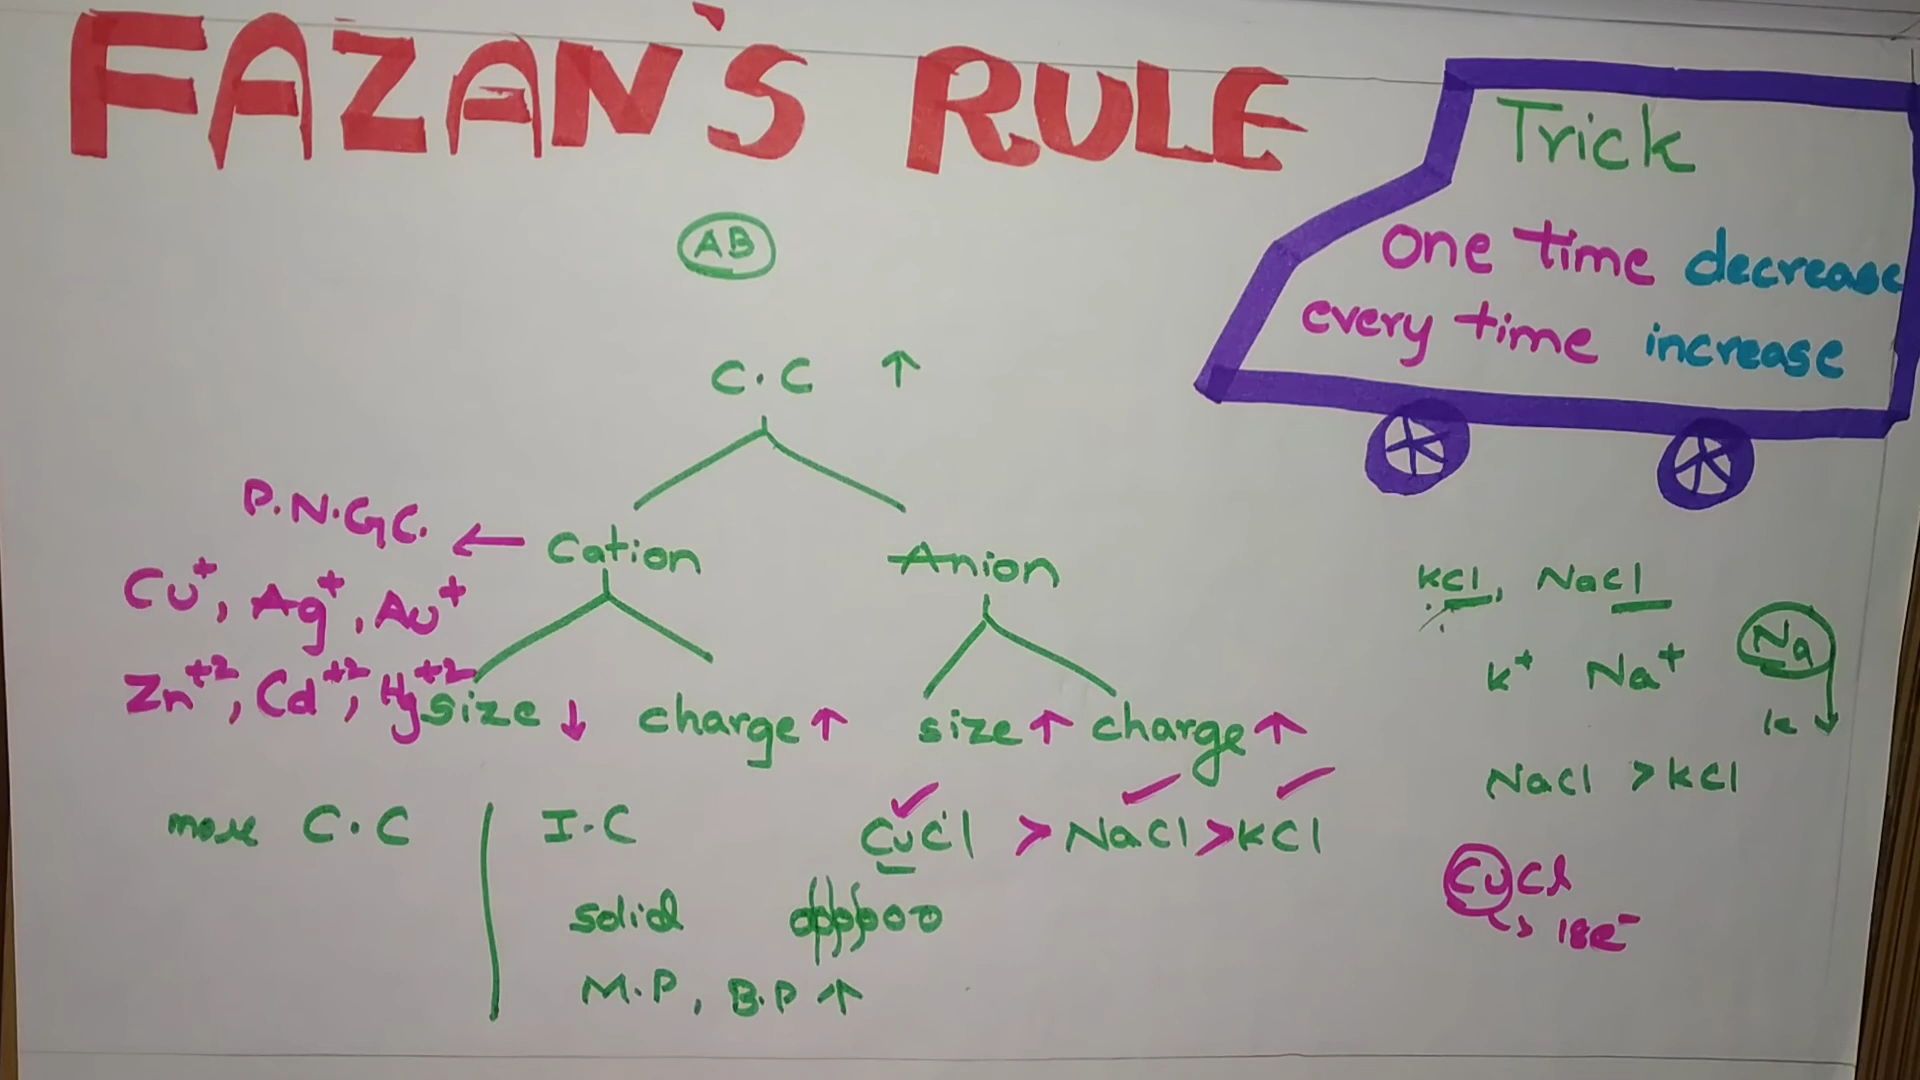 FAZAN'S RULE
Trick
one time decrease
every time increase
AB
C.C ↑
P.N.G.C. ← Cation
Anion
Cu+, Ag+, Au+
Zn+2, Cd+2, Hg+2
size ↓ charge ↑ size ↑ charge ↑
more C.C | I.C
CuCl > NaCl > KCl
solid
M.P, B.P ↑
KCl, NaCl
K+ Na+
Na
K
NaCl > KCl
CuCl
18e-